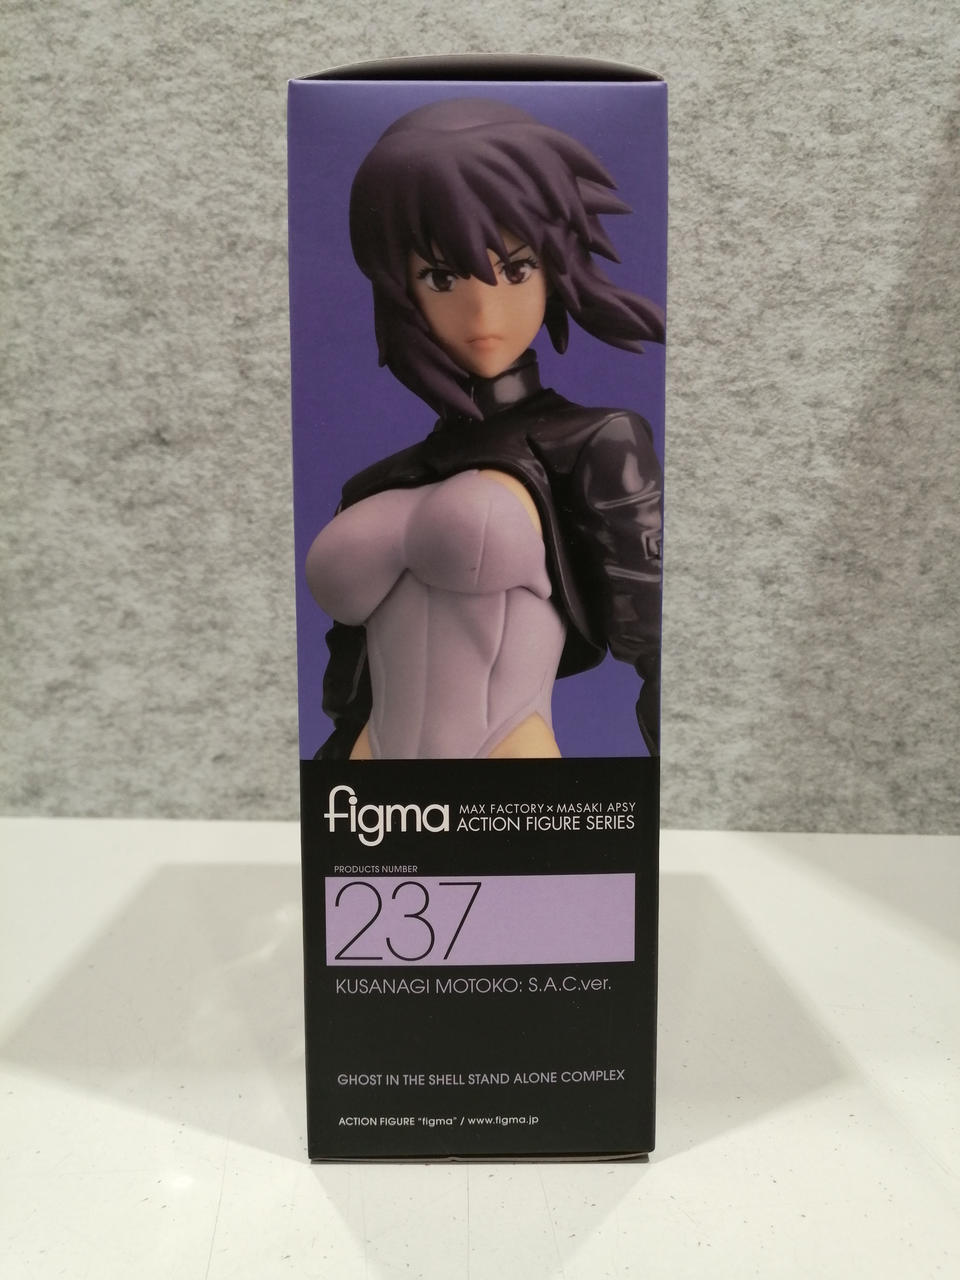 figma MAX FACTORY × MASAKI APSY
ACTION FIGURE SERIES
PRODUCTS NUMBER
237
KUSANAGI MOTOKO: S.A.C.ver.
GHOST IN THE SHELL STAND ALONE COMPLEX
ACTION FIGURE "figma" / www.figma.jp